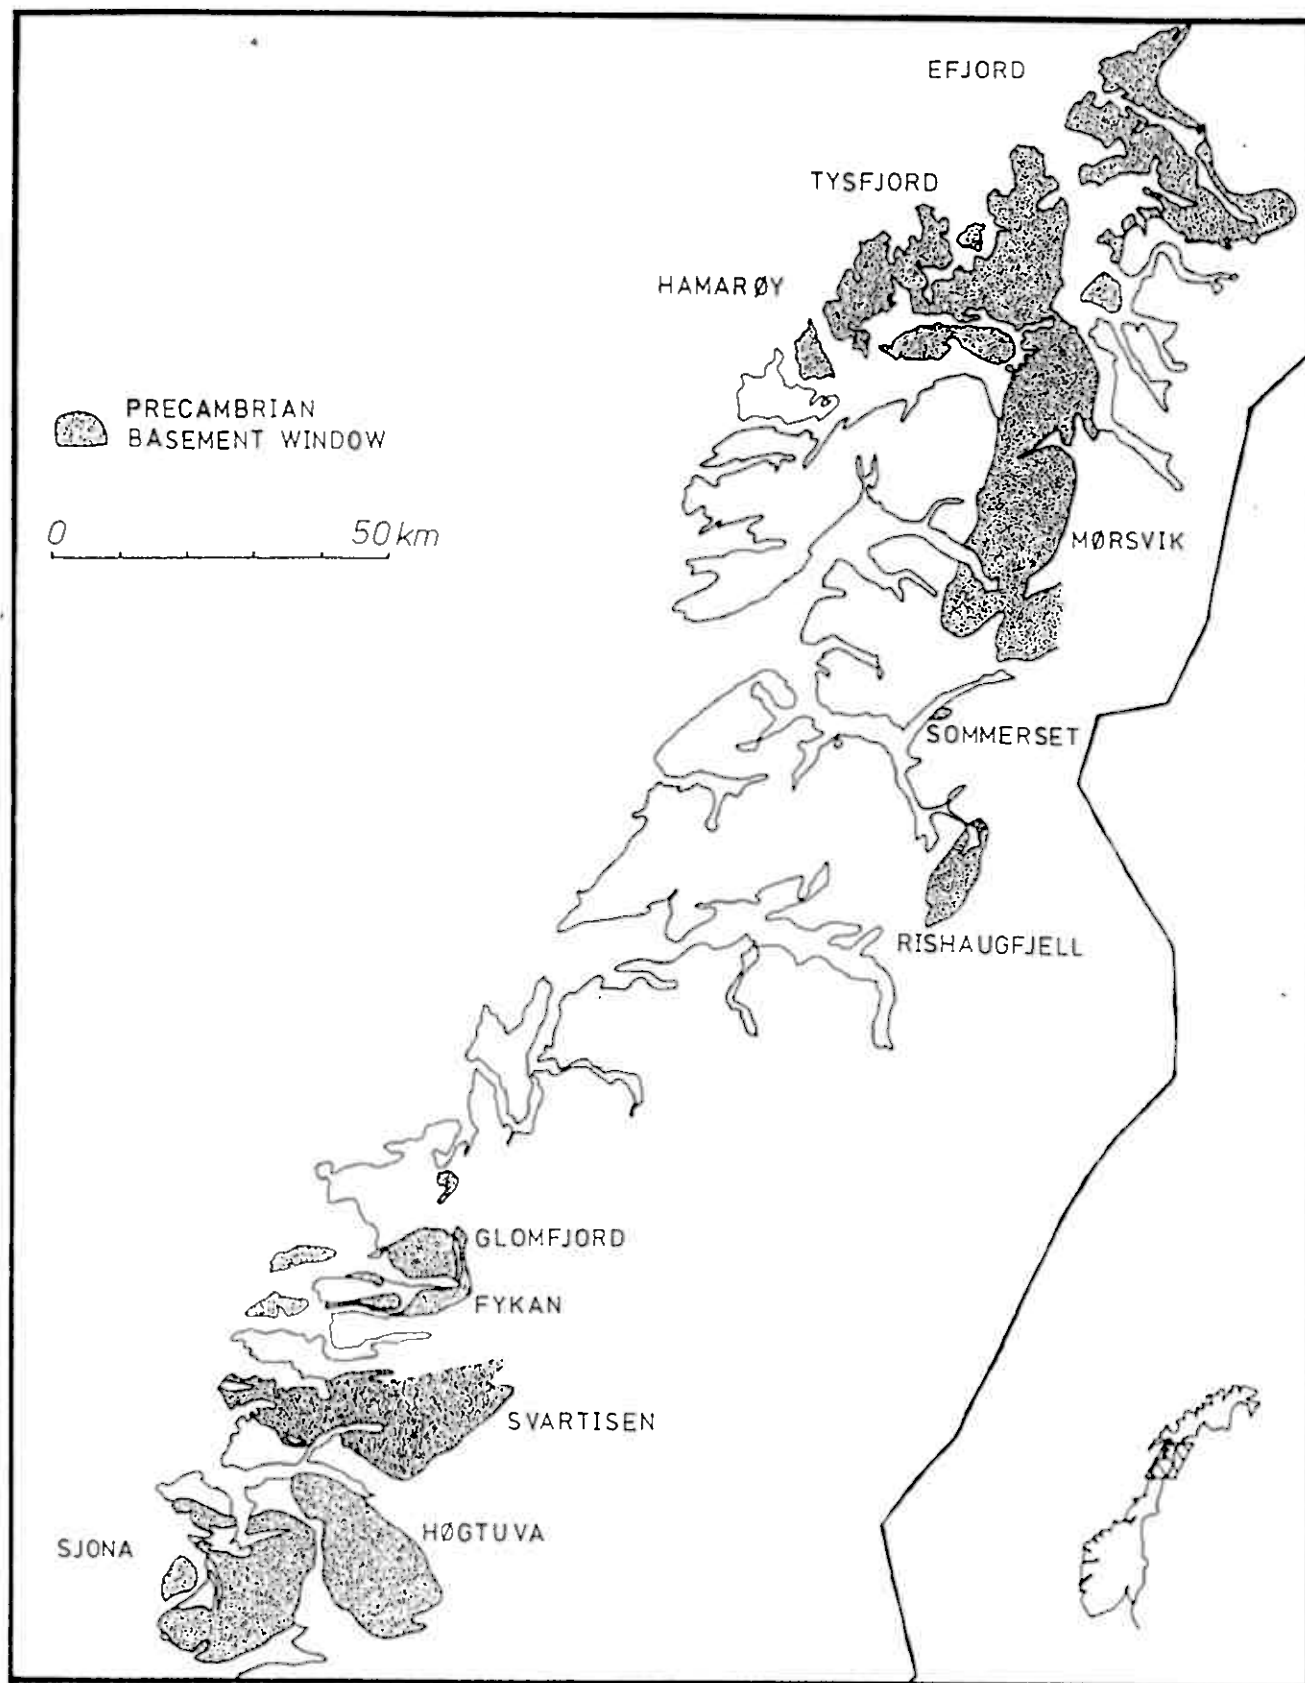 EFJORD
TYSFJORD
HAMARØY
PRECAMBRIAN
BASEMENT WINDOW
0 50 km
MØRSVIK
SOMMERSET
RISHAUGFJELL
GLOMFJORD
FYKAN
SVARTISEN
HØGTUVA
SJONA